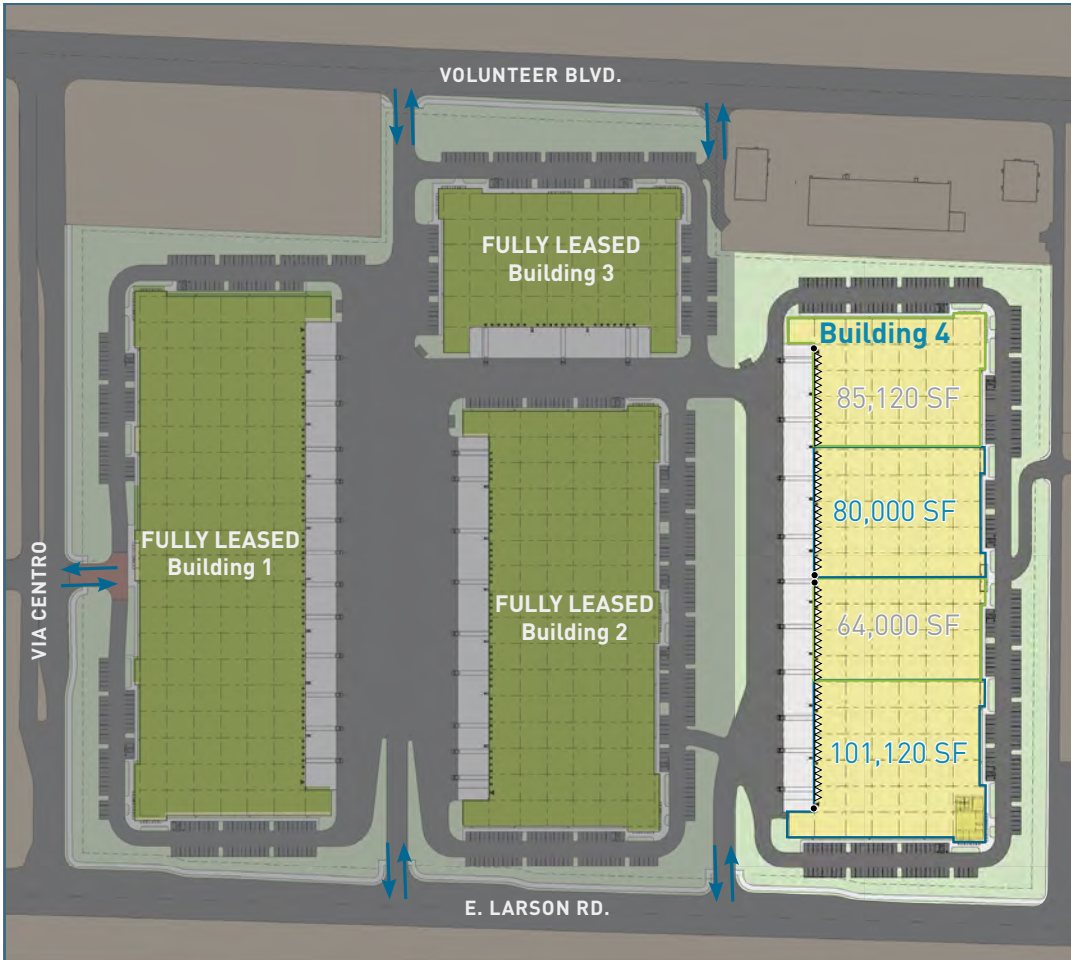 VOLUNTEER BLVD.
FULLY LEASED
Building 3
Building 4
85,120 SF
80,000 SF
FULLY LEASED
Building 1
FULLY LEASED
Building 2
64,000 SF
101,120 SF
VIA CENTRO
E. LARSON RD.